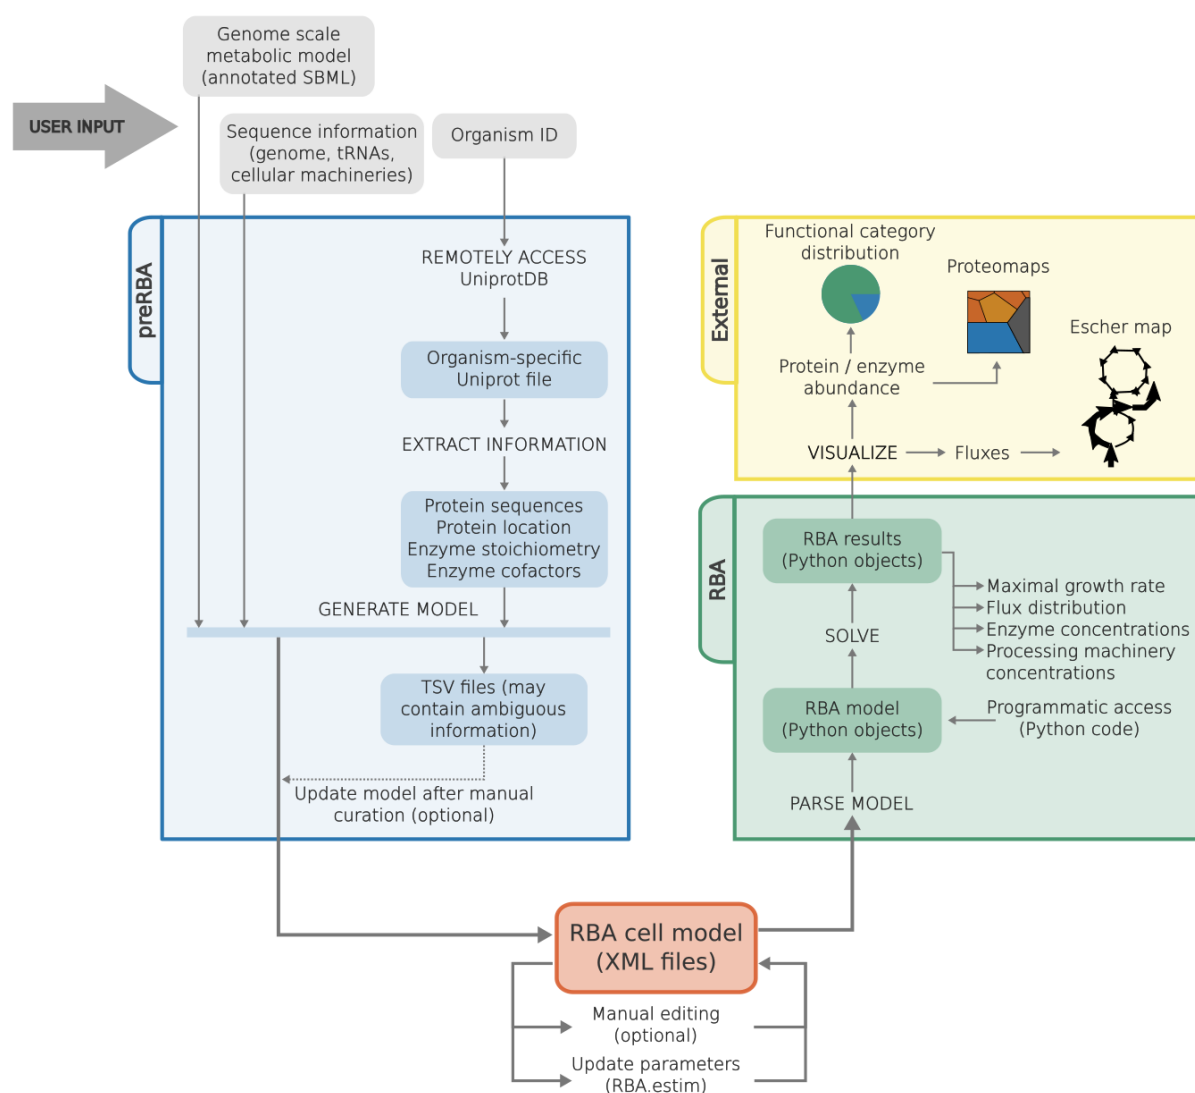 Genome scale
metabolic model
(annotated SBML)
USER INPUT
Sequence information
(genome, tRNAs,
cellular machineries)
Organism ID
preRBA
REMOTELY ACCESS
UniprotDB
Organism-specific
Uniprot file
EXTRACT INFORMATION
Protein sequences
Protein location
Enzyme stoichiometry
Enzyme cofactors
GENERATE MODEL
TSV files (may
contain ambiguous
information)
Update model after manual
curation (optional)
External
Functional category
distribution
Proteomaps
Escher map
Protein / enzyme
abundance
VISUALIZE
Fluxes
RBA
RBA results
(Python objects)
Maximal growth rate
Flux distribution
Enzyme concentrations
Processing machinery
concentrations
SOLVE
RBA model
(Python objects)
Programmatic access
(Python code)
PARSE MODEL
RBA cell model
(XML files)
Manual editing
(optional)
Update parameters
(RBA.estim)